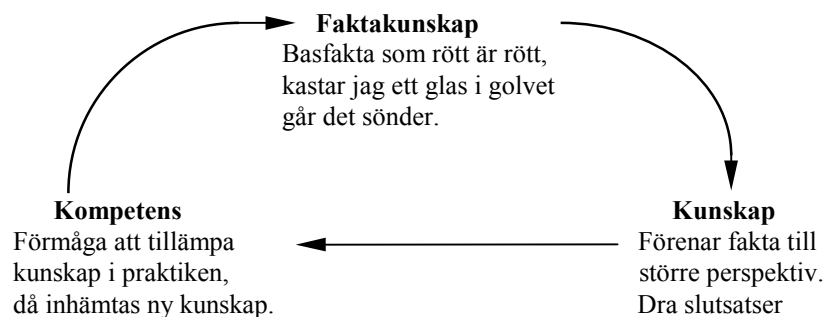 Faktakunskap
Basfakta som rött är rött,
kastar jag ett glas i golvet
går det sönder.
Kompetens
Förmåga att tillämpa
kunskap i praktiken,
då inhämtas ny kunskap.
Kunskap
Förenar fakta till
större perspektiv.
Dra slutsatser